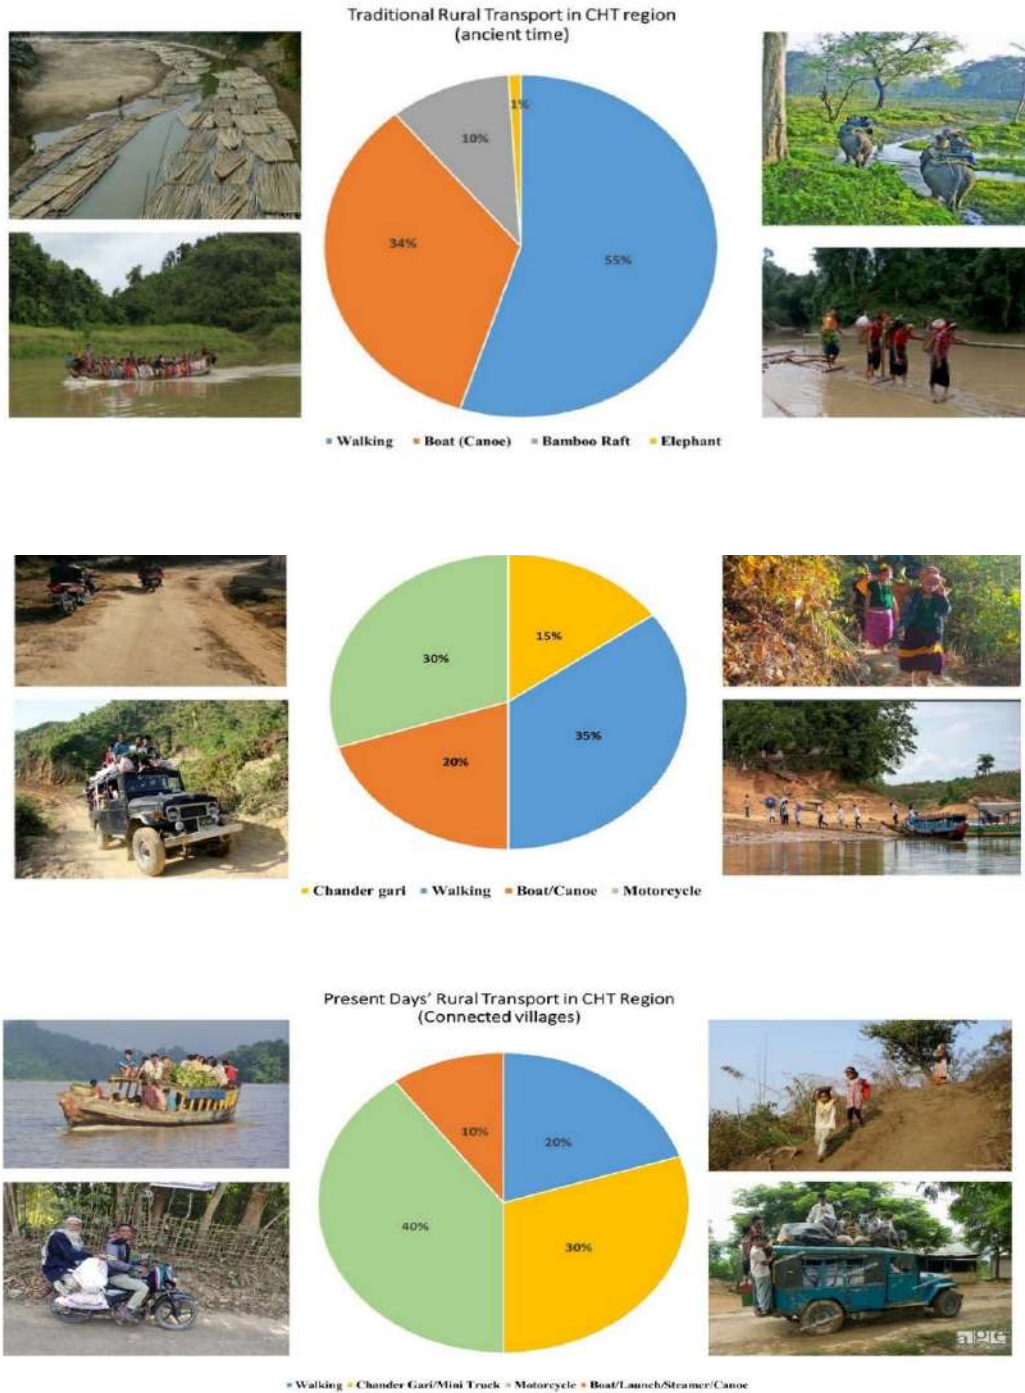 Traditional Rural Transport in CHT region
(ancient time)
1%
10%
34%
55%
Walking Boat (Canoe) Bamboo Raft Elephant
15%
30%
35%
20%
Chander gari Walking Boat/Canoe Motorcycle
Present Days' Rural Transport in CHT Region
(Connected villages)
10%
20%
40%
30%
age
Walking Chander Gari/Mini Truck Motorcycle Boat/Launch/Steamer/Canoe